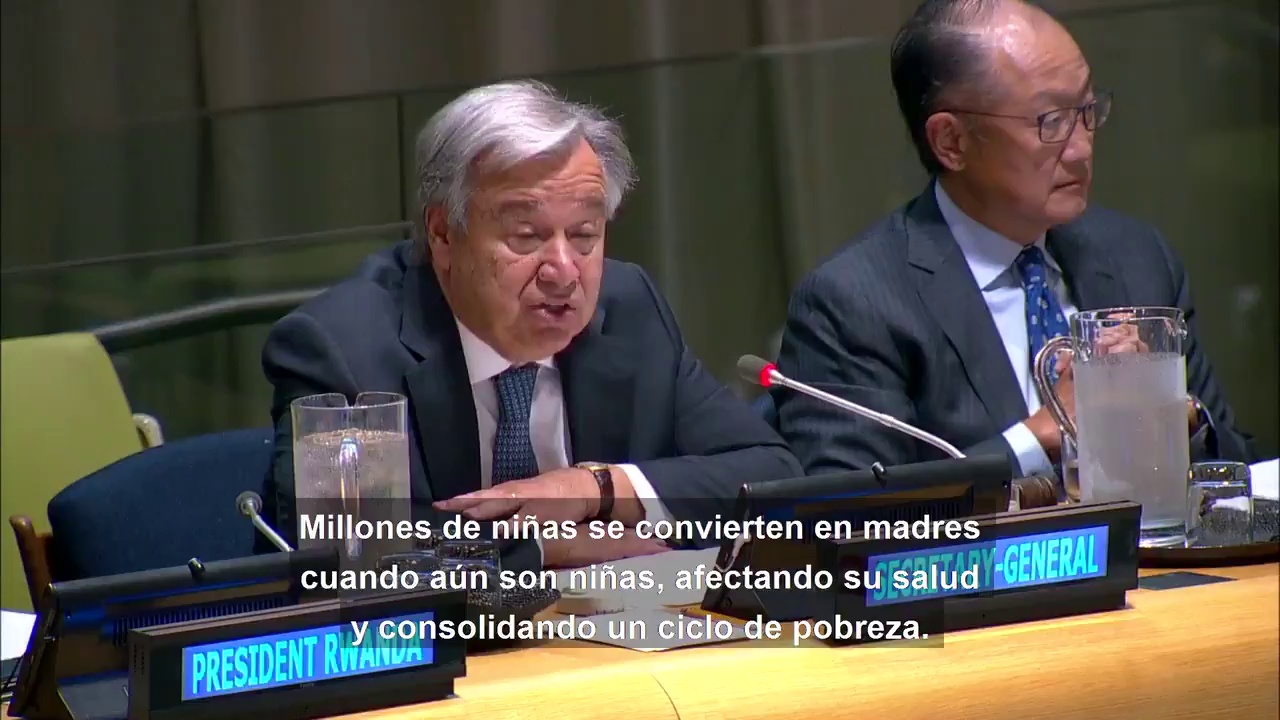 Millones de niñas se convierten en madres
cuando aún son niñas, afectando su salud
y consolidando un ciclo de pobreza.
SECRETARY-GENERAL
PRESIDENT RWANDA